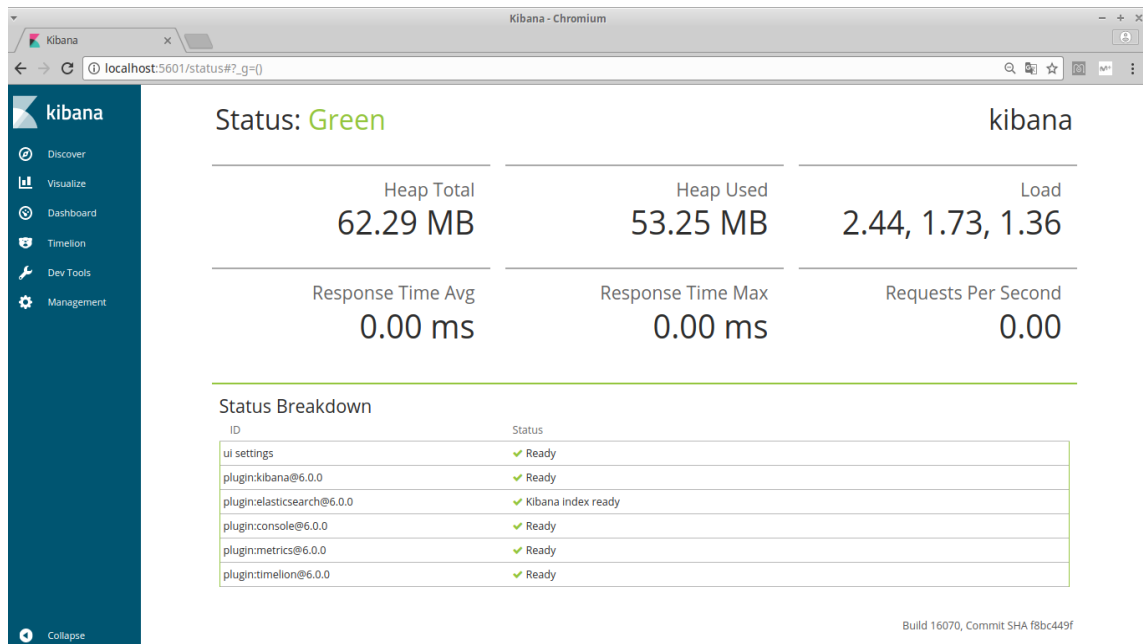 Kibana - Chromium
Kibana
localhost:5601/status#?_g=()
kibana
Discover
Visualize
Dashboard
Timelion
Dev Tools
Management
Collapse
Status: Green
kibana
Heap Total
62.29 MB
Heap Used
53.25 MB
Load
2.44, 1.73, 1.36
Response Time Avg
0.00 ms
Response Time Max
0.00 ms
Requests Per Second
0.00
Status Breakdown
ID Status
ui settings Ready
plugin:kibana@6.0.0 Ready
plugin:elasticsearch@6.0.0 Kibana index ready
plugin:console@6.0.0 Ready
plugin:metrics@6.0.0 Ready
plugin:timelion@6.0.0 Ready
Build 16070, Commit SHA f8bc449f